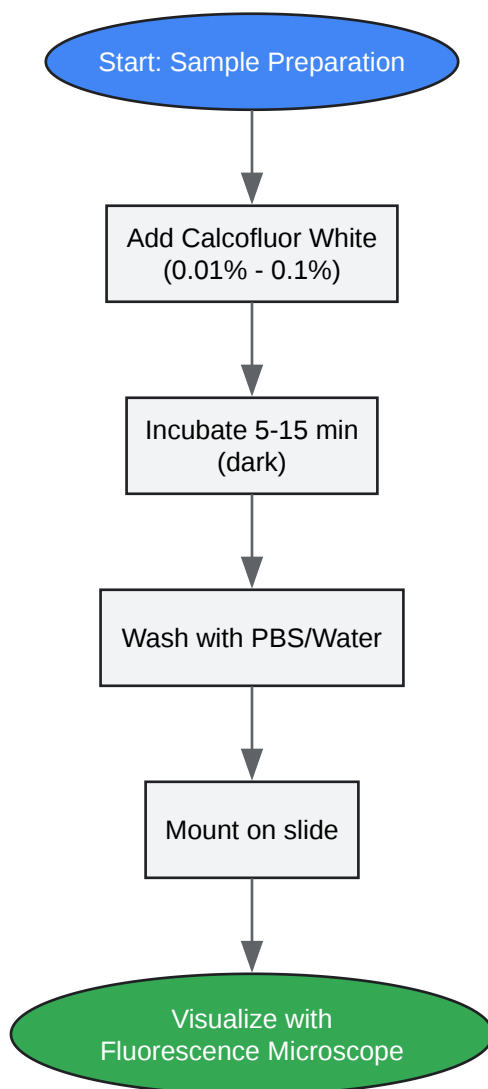 Start: Sample Preparation
Add Calcofluor White
(0.01% - 0.1%)
Incubate 5-15 min
(dark)
Wash with PBS/Water
Mount on slide
Visualize with
Fluorescence Microscope